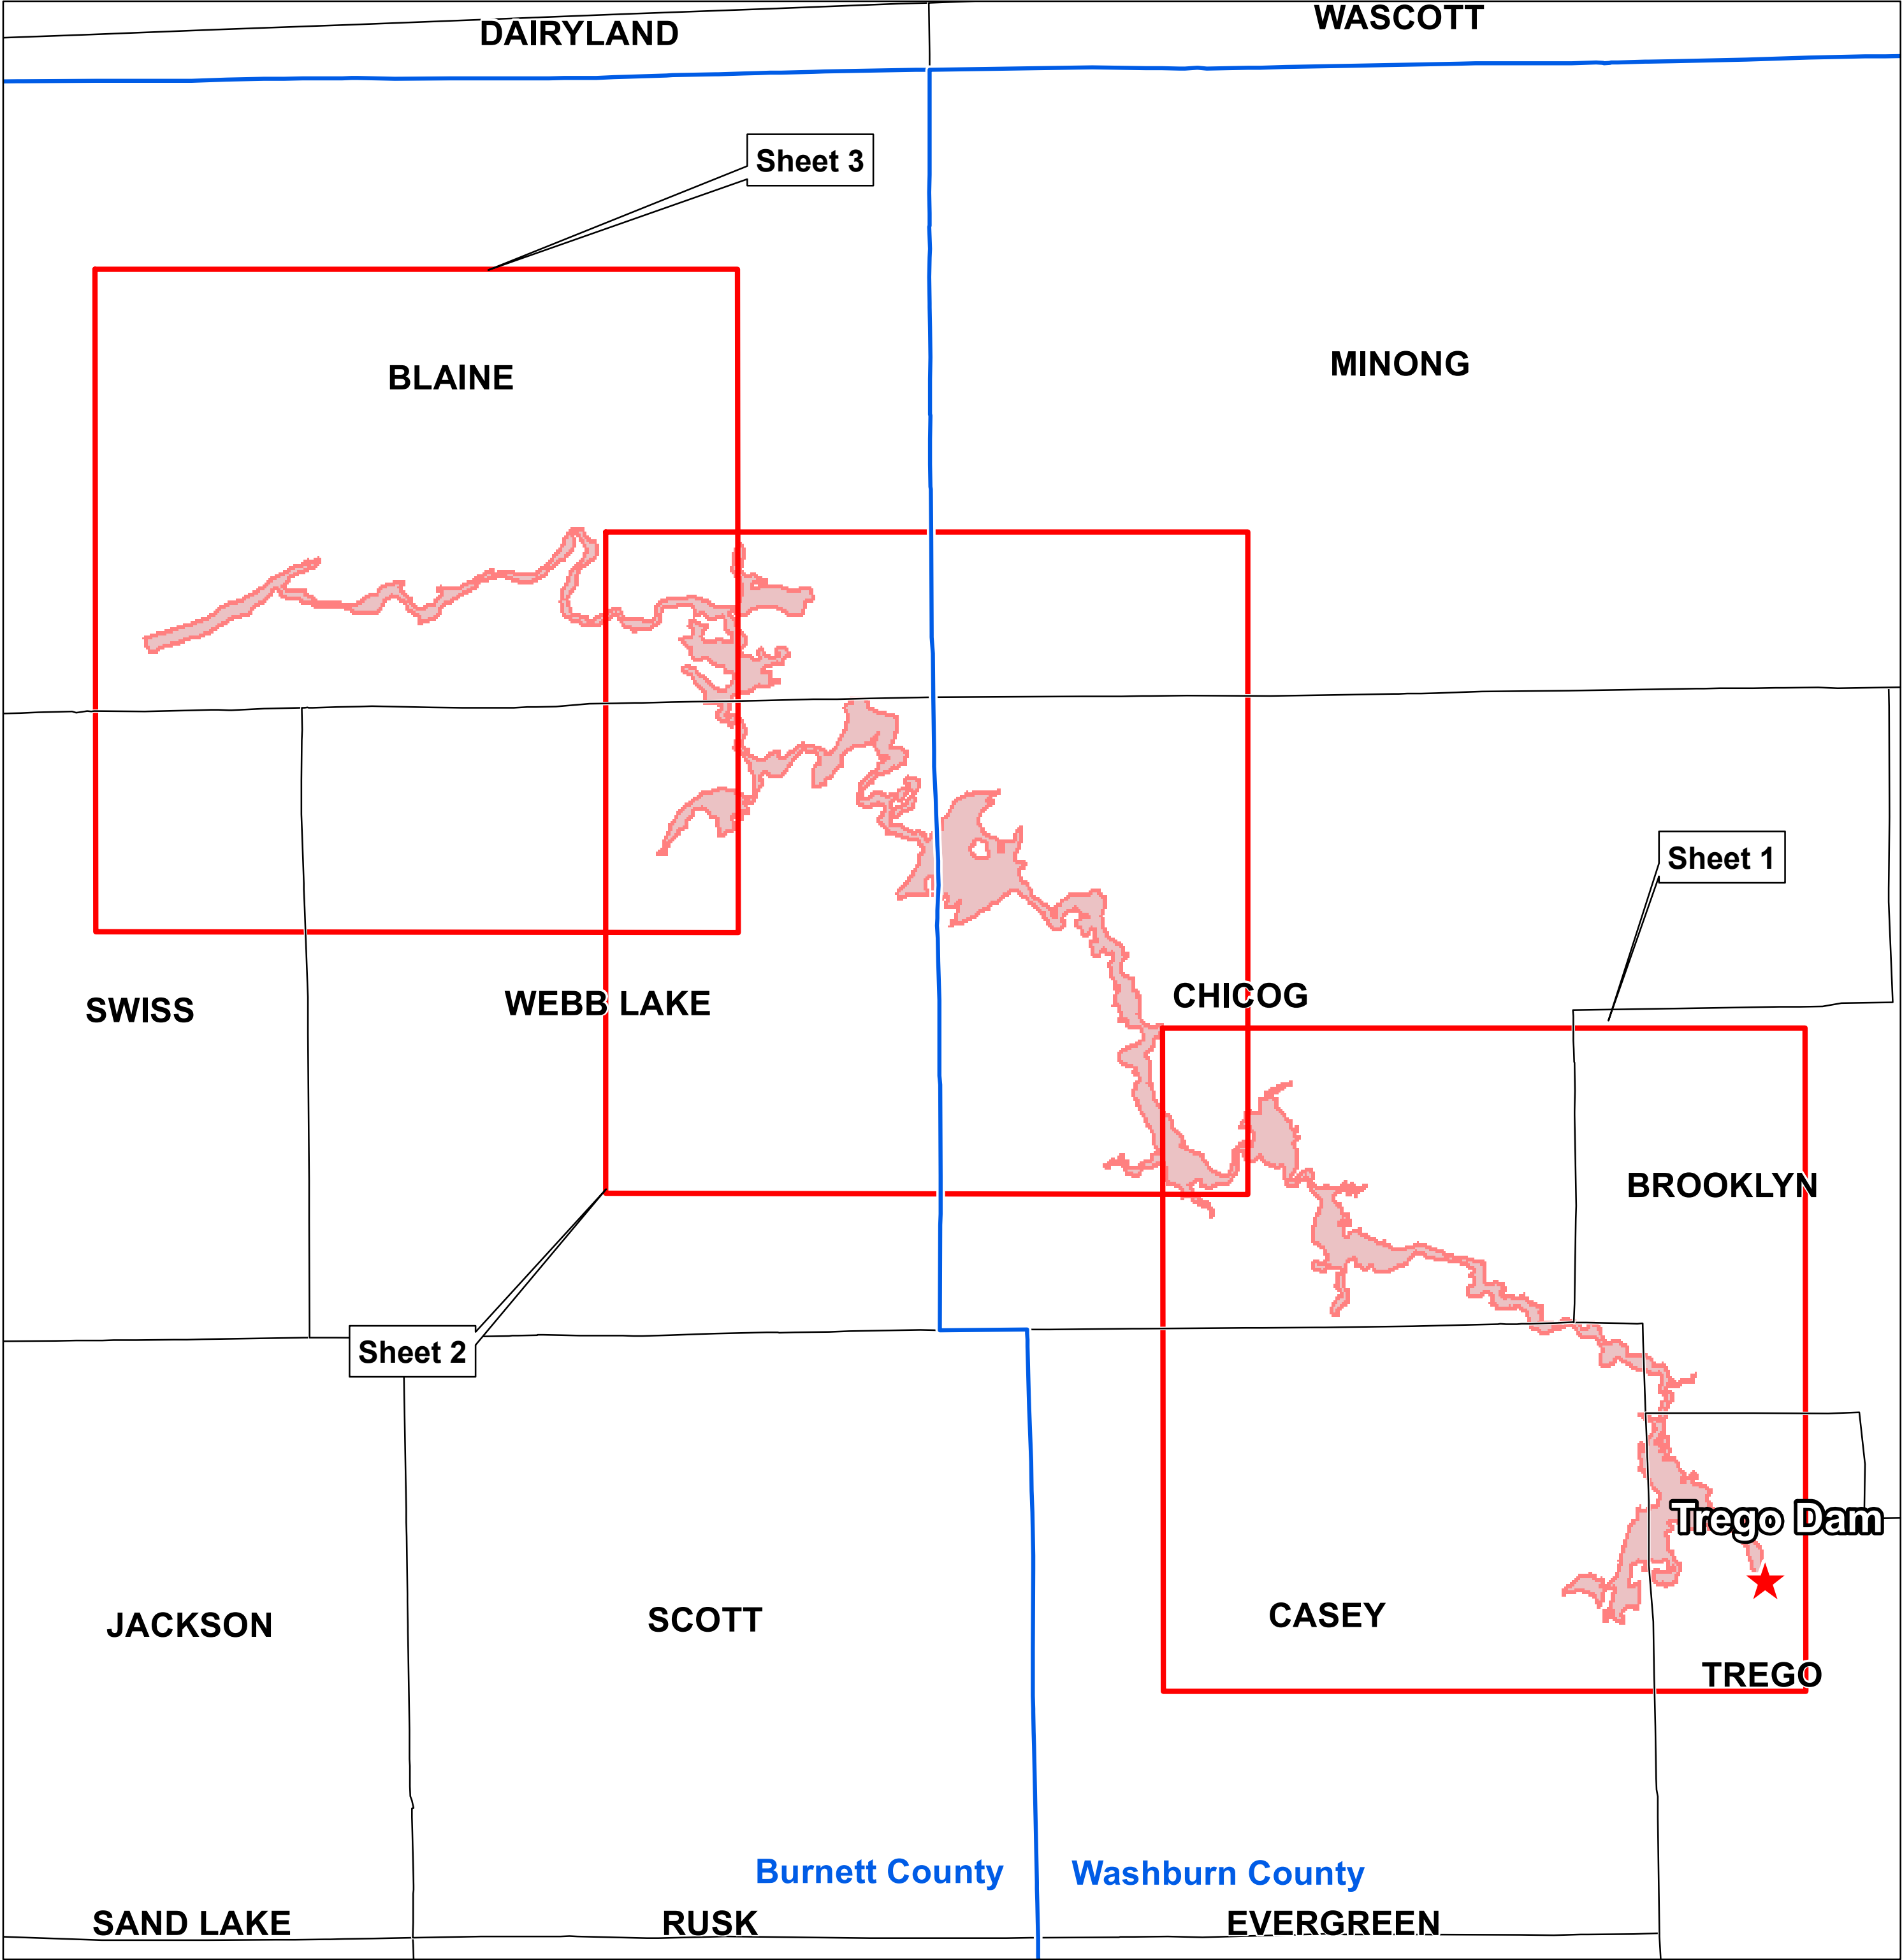 WASCOTT
DAIRYLAND
Sheet 3
MINONG
BLAINE
Sheet 1
CHICOG
WEBB LAKE
SWISS
BROOKLYN
Sheet 2
Trego Dam
CASEY
SCOTT
JACKSON
TREGO
Burnett County
Washburn County
SAND LAKE
RUSK
EVERGREEN